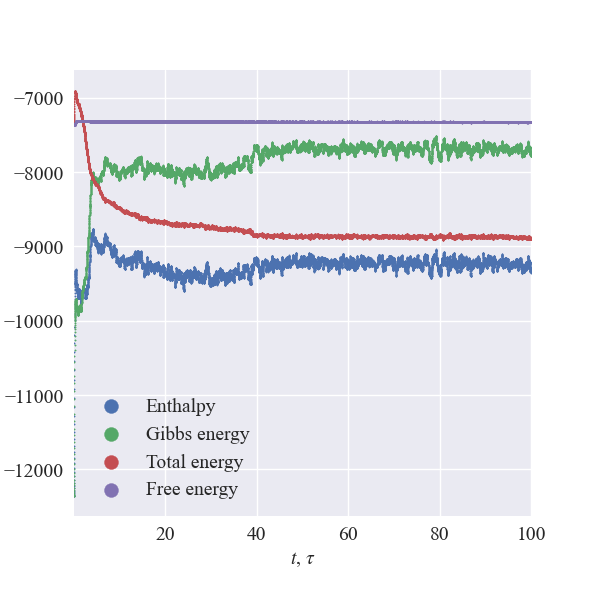 −7000
−8000
−9000
−10000
−11000
−12000
Enthalpy
Gibbs energy
Total energy
Free energy
20 40 60 80 100
t, τ